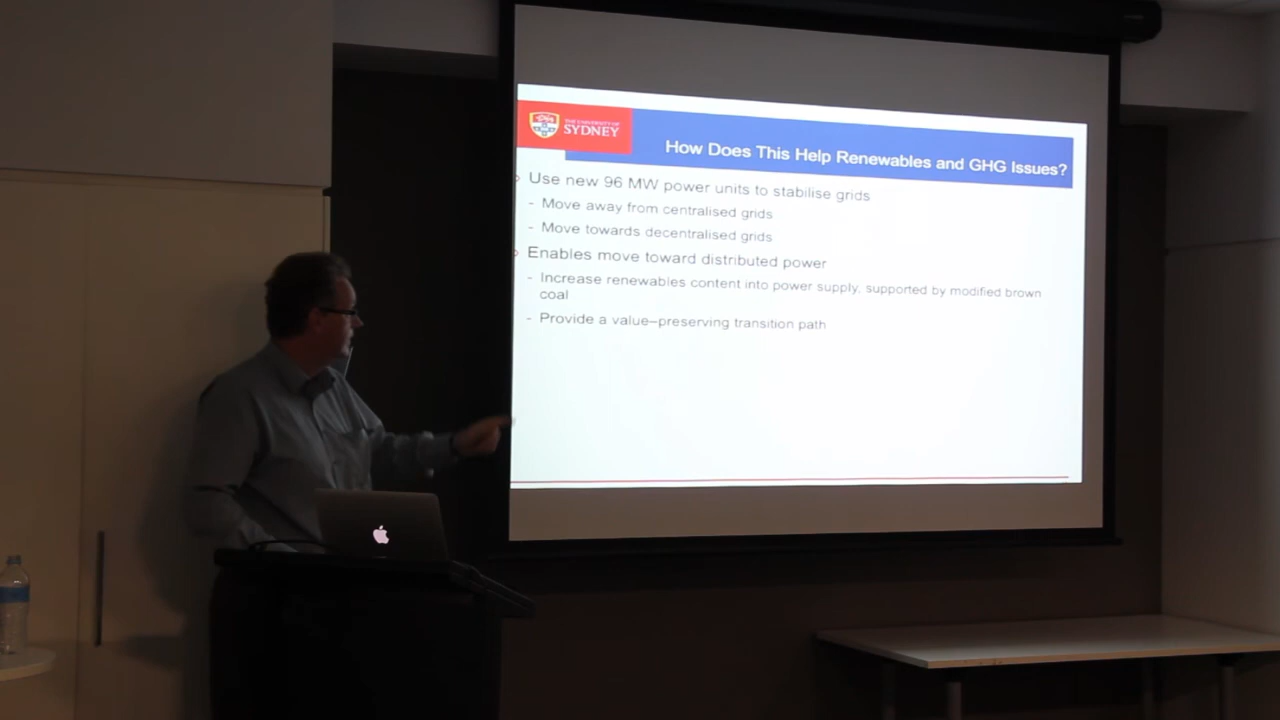 THE UNIVERSITY OF
SYDNEY
How Does This Help Renewables and GHG Issues?
Use new 96 MW power units to stabilise grids
- Move away from centralised grids
- Move towards decentralised grids
Enables move toward distributed power
- Increase renewables content into power supply, supported by modified brown
coal
- Provide a value–preserving transition path